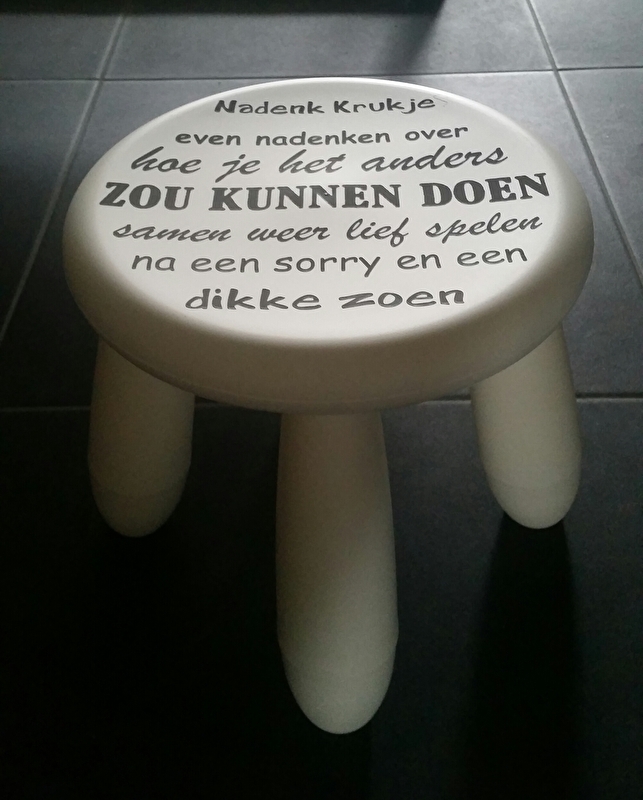 Nadenk Krukje
even nadenken over
hoe je het anders
ZOU KUNNEN DOEN
samen weer lief spelen
na een sorry en een
dikke zoen